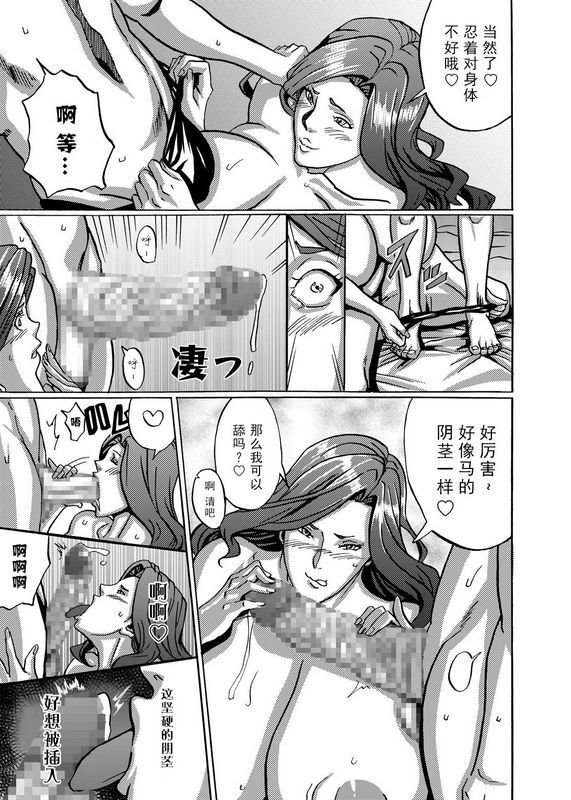 当然了♡
忍着对身体
不好哦♡
啊等…
呼~
呼~
凄っ
好厉害~
好像马的
阴茎一样♡
那么我可以
舔吗?♡
啊 请吧
♡
唔
啊啊♡
啊啊啊
这坚硬的阴茎
好想被插入